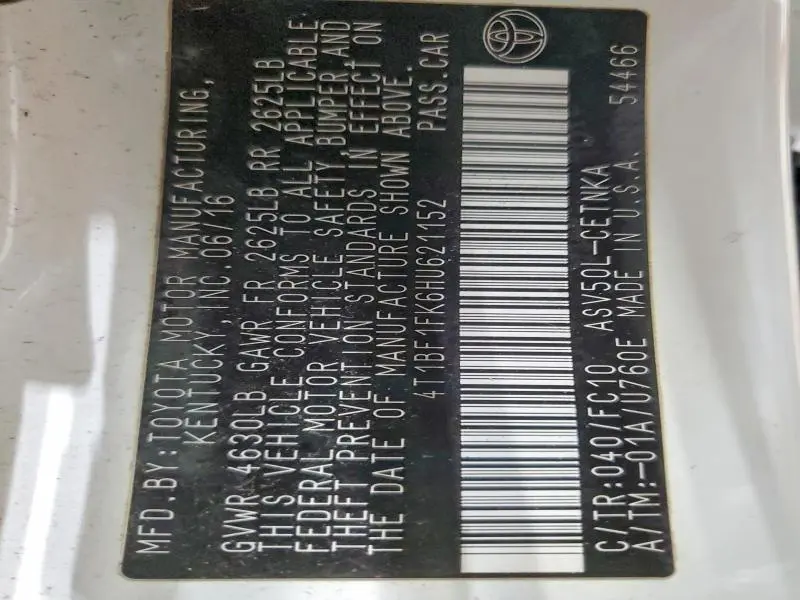 MFD.BY:TOYOTA MOTOR MANUFACTURING,
KENTUCKY,INC.06/16
GVWR 4630LB GAWR FR 2625LB RR 2625LB
THIS VEHICLE CONFORMS TO ALL APPLICABLE
FEDERAL MOTOR VEHICLE SAFETY, BUMPER,AND
THEFT PREVENTION STANDARDS IN EFFECT ON
THE DATE OF MANUFACTURE SHOWN ABOVE.
4T1BF1FK6HU621152 PASS.CAR
C/TR:040/FC10 ASV50L-CETNKA
A/TM:-01A/U760E MADE IN U.S.A. 54466